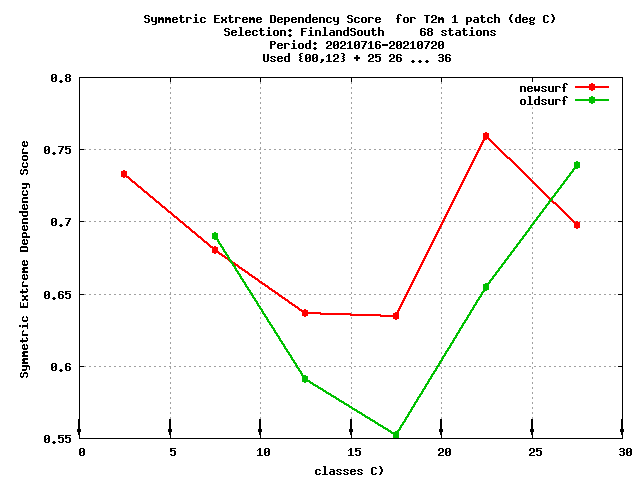 Symmetric Extreme Dependency Score  for T2m 1 patch (deg C)
Selection: FinlandSouth     68 stations
Period: 20210716-20210720
Used {00,12} + 25 26 ... 36
newsurf
oldsurf
Symmetric Extreme Dependency Score
0.8
0.75
0.7
0.65
0.6
0.55
0 5 10 15 20 25 30
classes C)